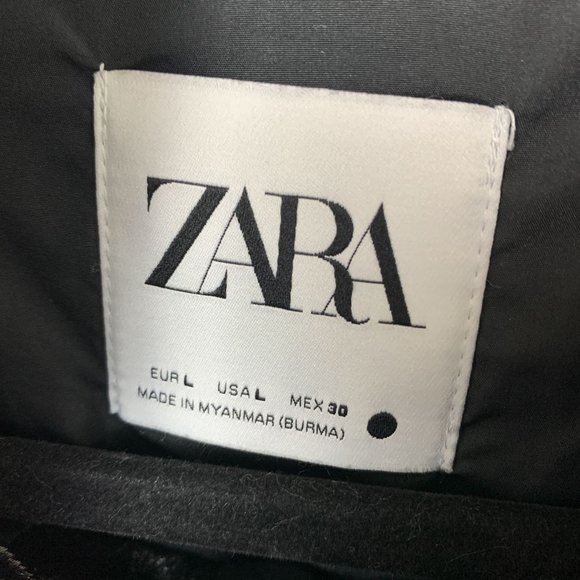 ZARA
EUR L USA L MEX 30
MADE IN MYANMAR (BURMA)